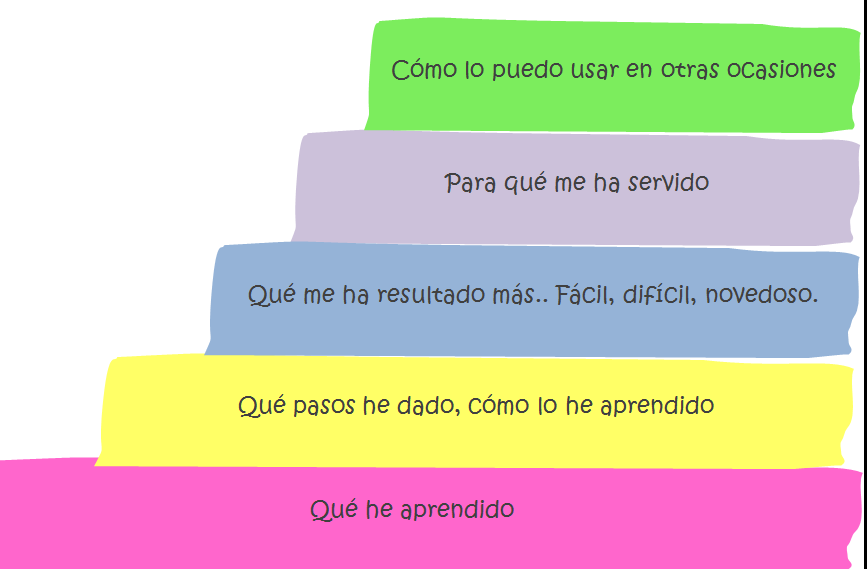 Cómo lo puedo usar en otras ocasiones
Para qué me ha servido
Qué me ha resultado más.. Fácil, difícil, novedoso.
Qué pasos he dado, cómo lo he aprendido
Qué he aprendido